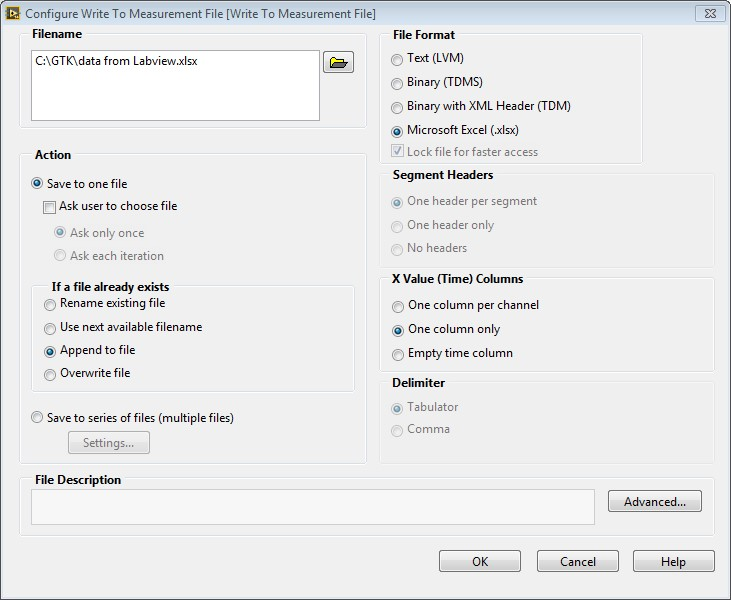 Configure Write To Measurement File [Write To Measurement File]
Filename
C:\GTK\data from Labview.xlsx
Action
Save to one file
Ask user to choose file
Ask only once
Ask each iteration
If a file already exists
Rename existing file
Use next available filename
Append to file
Overwrite file
Save to series of files (multiple files)
Settings...
File Format
Text (LVM)
Binary (TDMS)
Binary with XML Header (TDM)
Microsoft Excel (.xlsx)
Lock file for faster access
Segment Headers
One header per segment
One header only
No headers
X Value (Time) Columns
One column per channel
One column only
Empty time column
Delimiter
Tabulator
Comma
File Description
Advanced...
OK
Cancel
Help